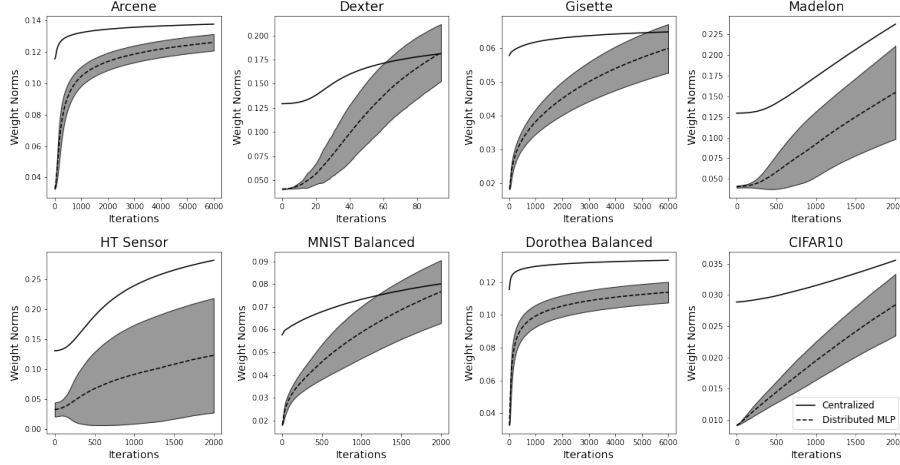 Arcene
Dexter
Gisette
Madelon
Weight Norms
0.14
0.12
0.10
0.08
0.06
0.04
0 1000 2000 3000 4000 5000 6000
Iterations
Weight Norms
0.200
0.175
0.150
0.125
0.100
0.075
0.050
0 20 40 60 80
Iterations
Weight Norms
0.06
0.05
0.04
0.03
0.02
0 1000 2000 3000 4000 5000 6000
Iterations
Weight Norms
0.225
0.200
0.175
0.150
0.125
0.100
0.075
0.050
0 500 1000 1500 2000
Iterations
HT Sensor
MNIST Balanced
Dorothea Balanced
CIFAR10
Weight Norms
0.25
0.20
0.15
0.10
0.05
0.00
0 500 1000 1500 2000
Iterations
Weight Norms
0.09
0.08
0.07
0.06
0.05
0.04
0.03
0.02
0 500 1000 1500 2000
Iterations
Weight Norms
0.12
0.10
0.08
0.06
0.04
0 1000 2000 3000 4000 5000 6000
Iterations
Weight Norms
0.035
0.030
0.025
0.020
0.015
0.010
0 500 1000 1500 2000
Iterations
Centralized
Distributed MLP